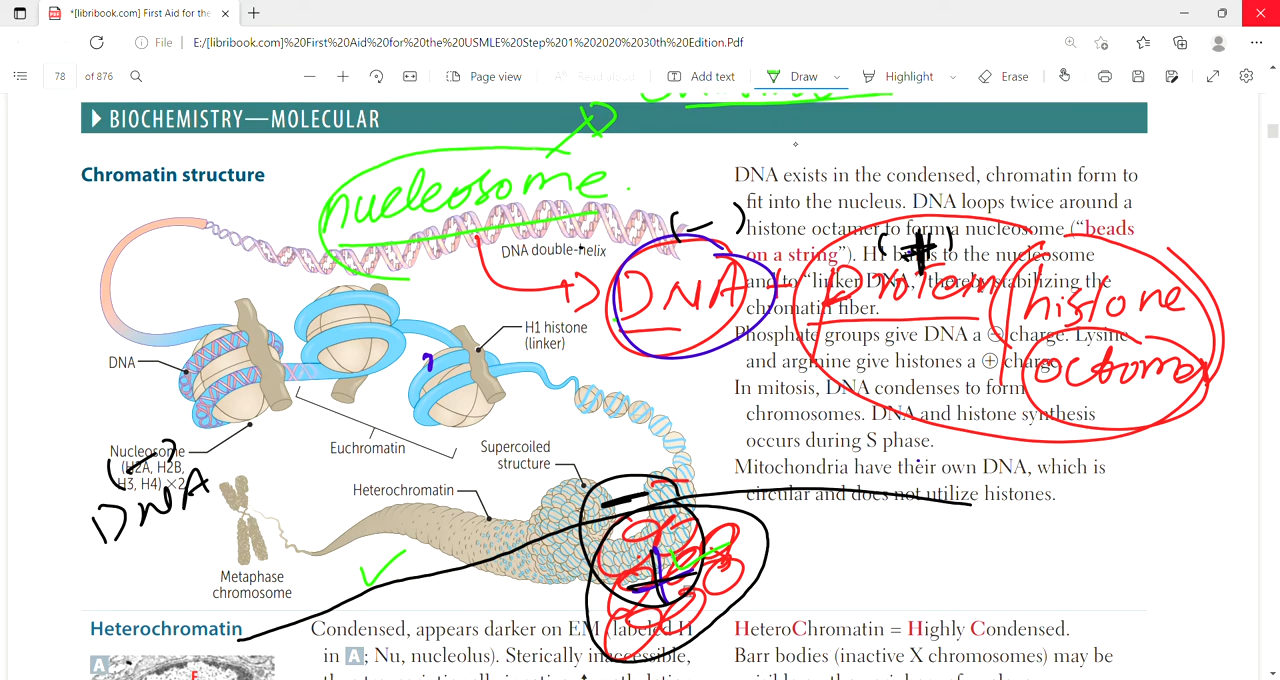 *[libribook.com] First Aid for the
File
E:/[libribook.com]%20First%20Aid%20for%20the%20USMLE%20Step%201%202020%2030th%20Edition.Pdf
78 of 876
Page view
Read aloud
Add text
Draw
Highlight
Erase
BIOCHEMISTRY—MOLECULAR
Chromatin structure
nucleosome.
DNA double-helix
DNA
H1 histone
(linker)
DNA
Euchromatin
Nucleosome
(H2A, H2B,
H3, H4) ×2
(-)
DNA
Supercoiled
structure
Heterochromatin
Metaphase
chromosome
DNA exists in the condensed, chromatin form to
fit into the nucleus. DNA loops twice around a
histone octamer to form a nucleosome (“beads
on a string”). H1 to the nucleosome
and to “linker DNA,” thereby stabilizing the
chromatin fiber.
Phosphate groups give DNA a ⊖ charge. Lysine
and arginine give histones a ⊕ charge.
In mitosis, DNA condenses to form
chromosomes. DNA and histone synthesis
occurs during S phase.
Mitochondria have their own DNA, which is
circular and does not utilize histones.
(-)
protein
histone
octomer
Heterochromatin
A
Condensed, appears darker on EM (labeled H
in A; Nu, nucleolus). Sterically inaccessible,
HeteroChromatin = Highly Condensed.
Barr bodies (inactive X chromosomes) may be